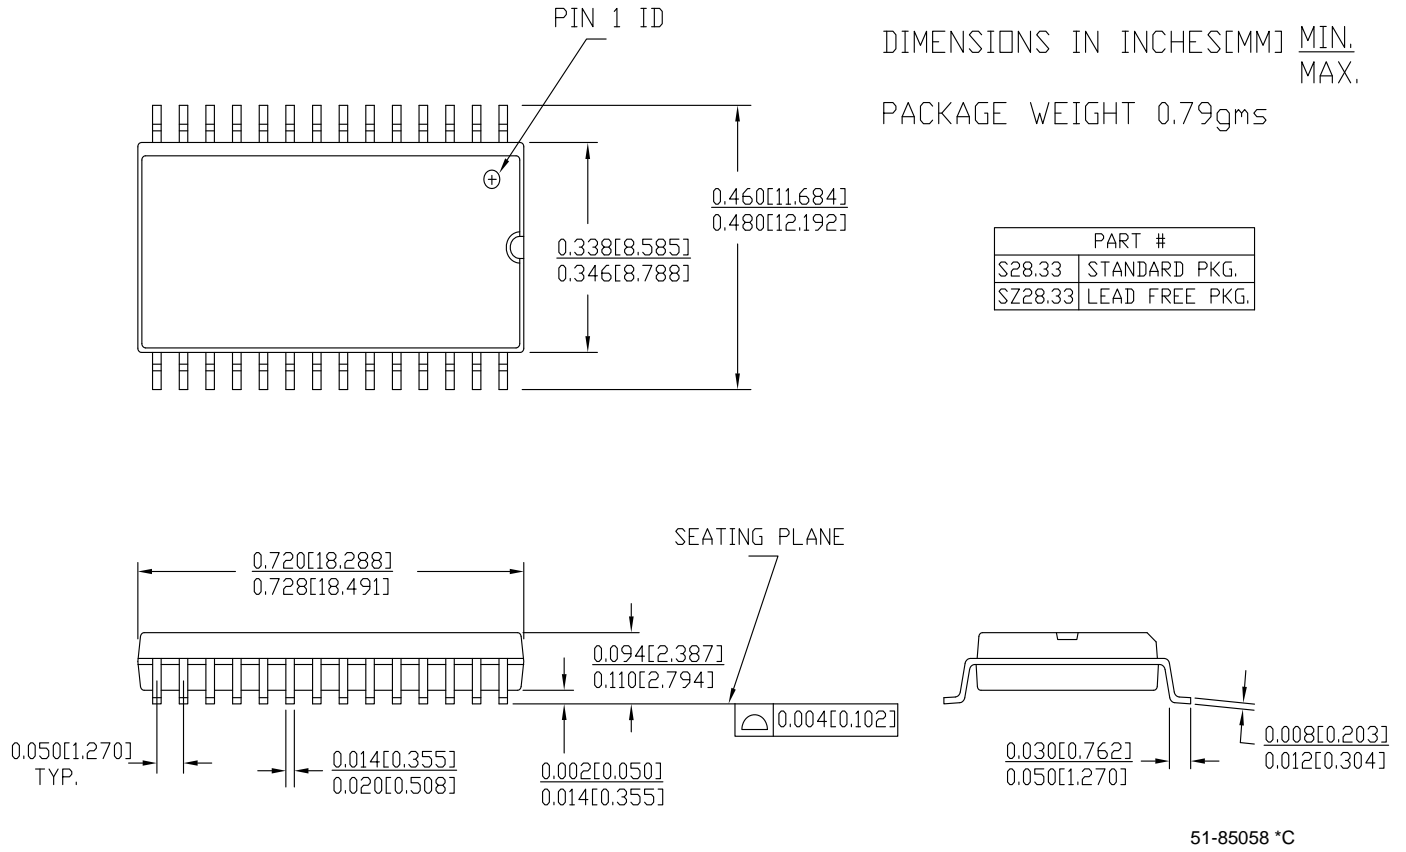 PIN 1 ID
DIMENSIONS IN INCHES[MM] MIN.
MAX.
PACKAGE WEIGHT 0.79gms
0.460[11.684]
0.480[12.192]
0.338[8.585]
0.346[8.788]
PART #
S28.33 STANDARD PKG.
SZ28.33 LEAD FREE PKG.
SEATING PLANE
0.720[18.288]
0.728[18.491]
0.094[2.387]
0.110[2.794]
0.004[0.102]
0.050[1.270]
TYP.
0.014[0.355]
0.020[0.508]
0.002[0.050]
0.014[0.355]
0.030[0.762]
0.050[1.270]
0.008[0.203]
0.012[0.304]
51-85058 *C